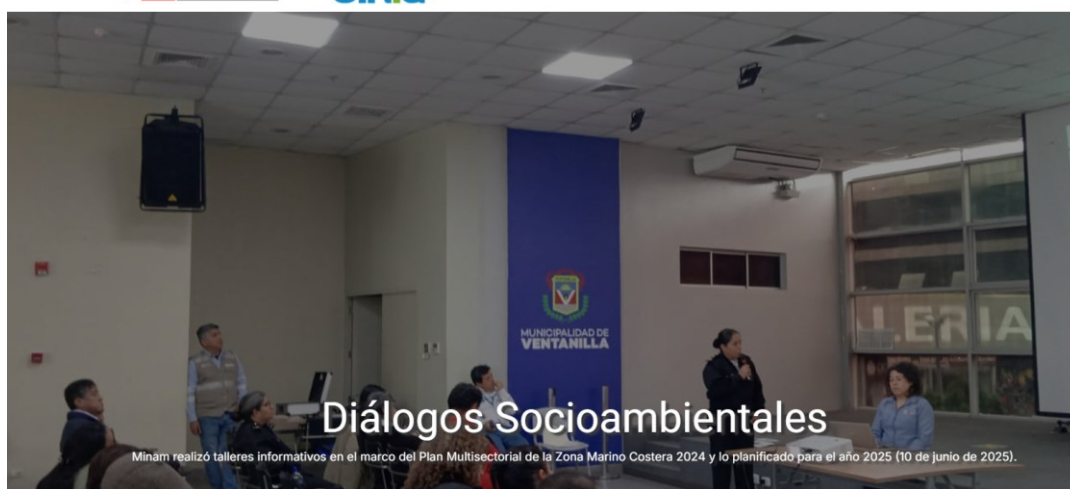 MUNICIPALIDAD DE
VENTANILLA
LERIA
Diálogos Socioambientales
Minam realizó talleres informativos en el marco del Plan Multisectorial de la Zona Marino Costera 2024 y lo planificado para el año 2025 (10 de junio de 2025).